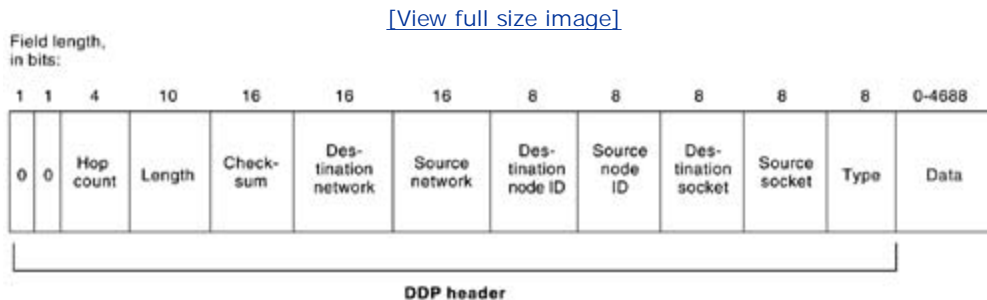 [View full size image]
Field length,
in bits:
1 1 4 10 16 16 16 8 8 8 8 8 0-4688
0 0 Hop count Length Check-sum Des-tination network Source network Des-tination node ID Source node ID Des-tination socket Source socket Type Data
DDP header